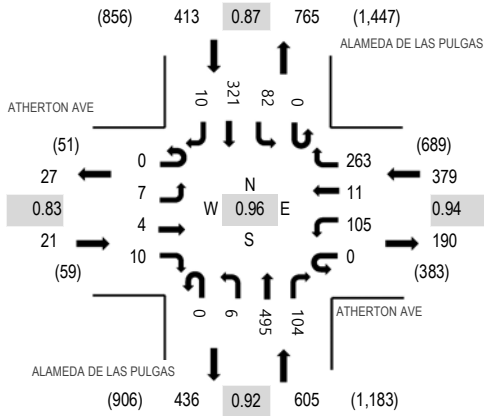 (856) 413 0.87 765 (1,447)
ALAMEDA DE LAS PULGAS
ATHERTON AVE
10 321 82 0
(51) (689)
0 263
27 379
7 N 11
0.83 W 0.96 E 0.94
4 105
21 S 190
10 0
(59) (383)
0 6 495 104
ATHERTON AVE
ALAMEDA DE LAS PULGAS
(906) 436 0.92 605 (1,183)